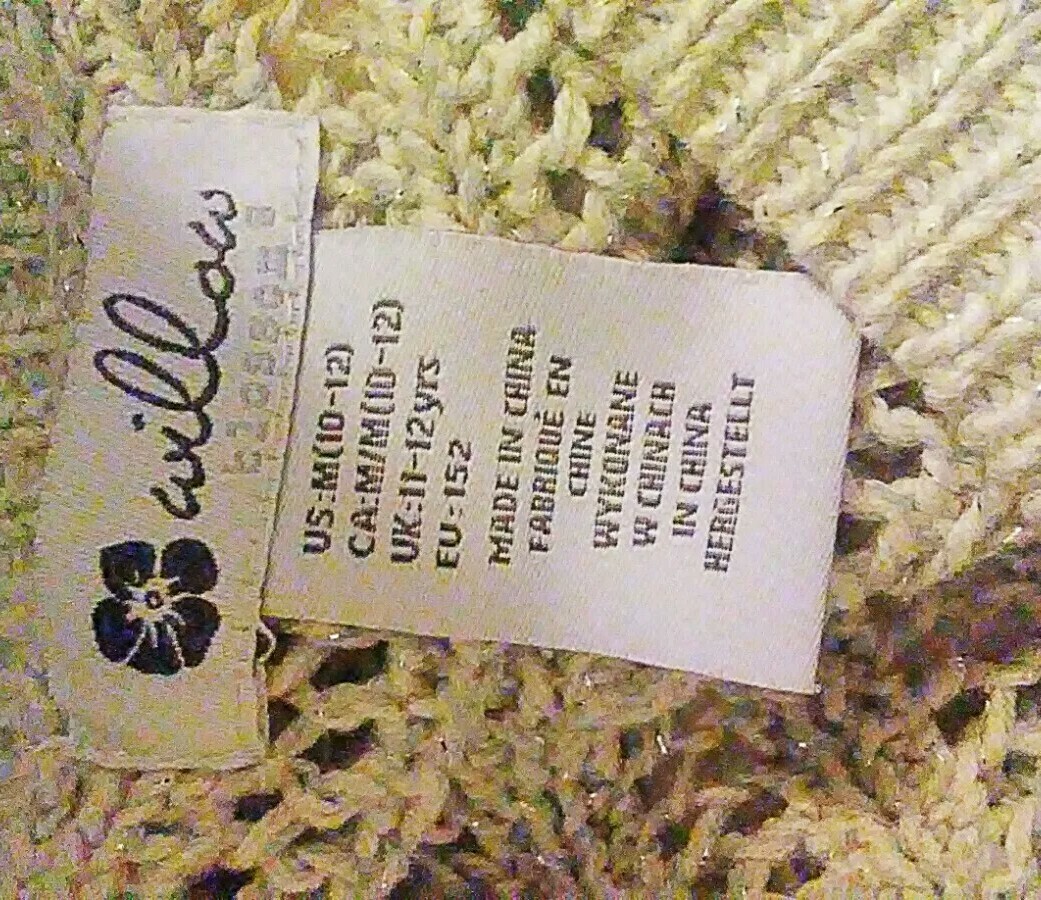 willow
US:M(10-12)
CA:M/M(10-12)
UK:11-12yrs
EU:152
MADE IN CHINA
FABRIQUÉ EN
CHINE
WYKONANE
W CHINACH
IN CHINA
HERGESTELLT